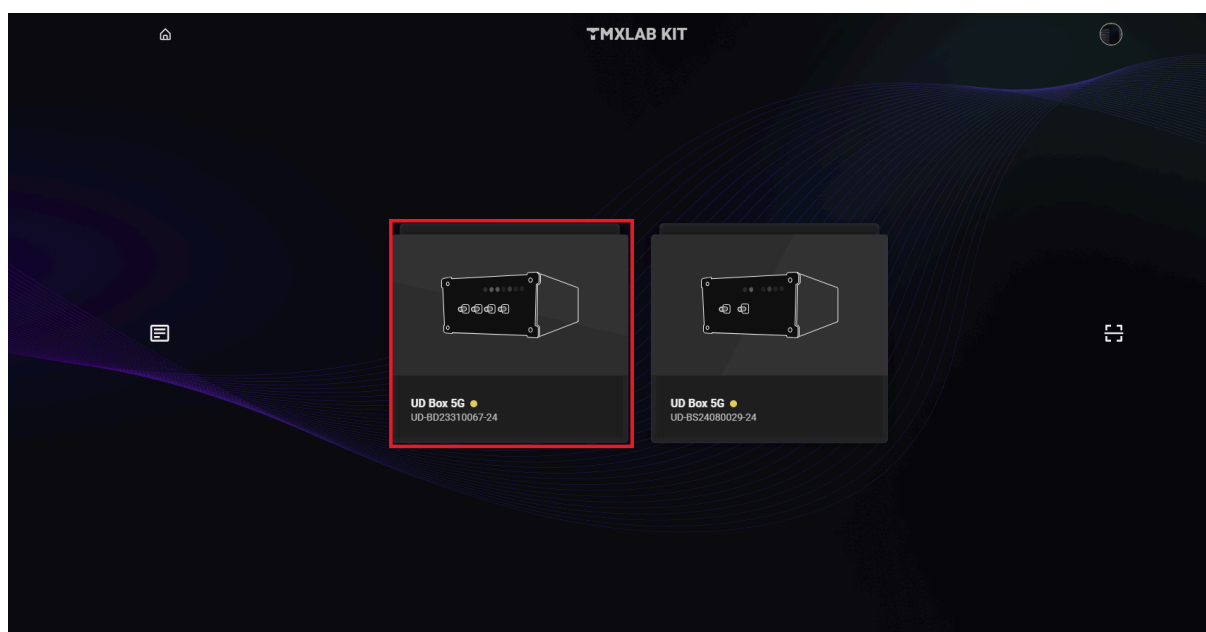 TMXLAB KIT
UD Box 5G
UD-BD23310067-24
UD Box 5G
UD-BS24080029-24